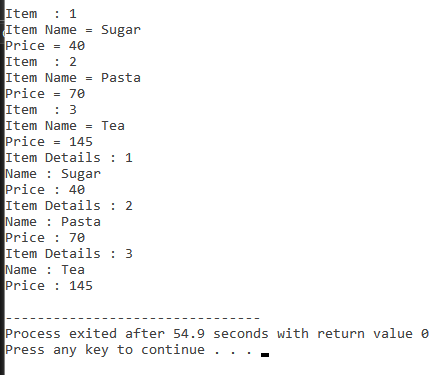 Item  : 1
Item Name = Sugar
Price = 40
Item  : 2
Item Name = Pasta
Price = 70
Item  : 3
Item Name = Tea
Price = 145
Item Details : 1
Name : Sugar
Price : 40
Item Details : 2
Name : Pasta
Price : 70
Item Details : 3
Name : Tea
Price : 145
--------------------------------
Process exited after 54.9 seconds with return value 0
Press any key to continue . . .